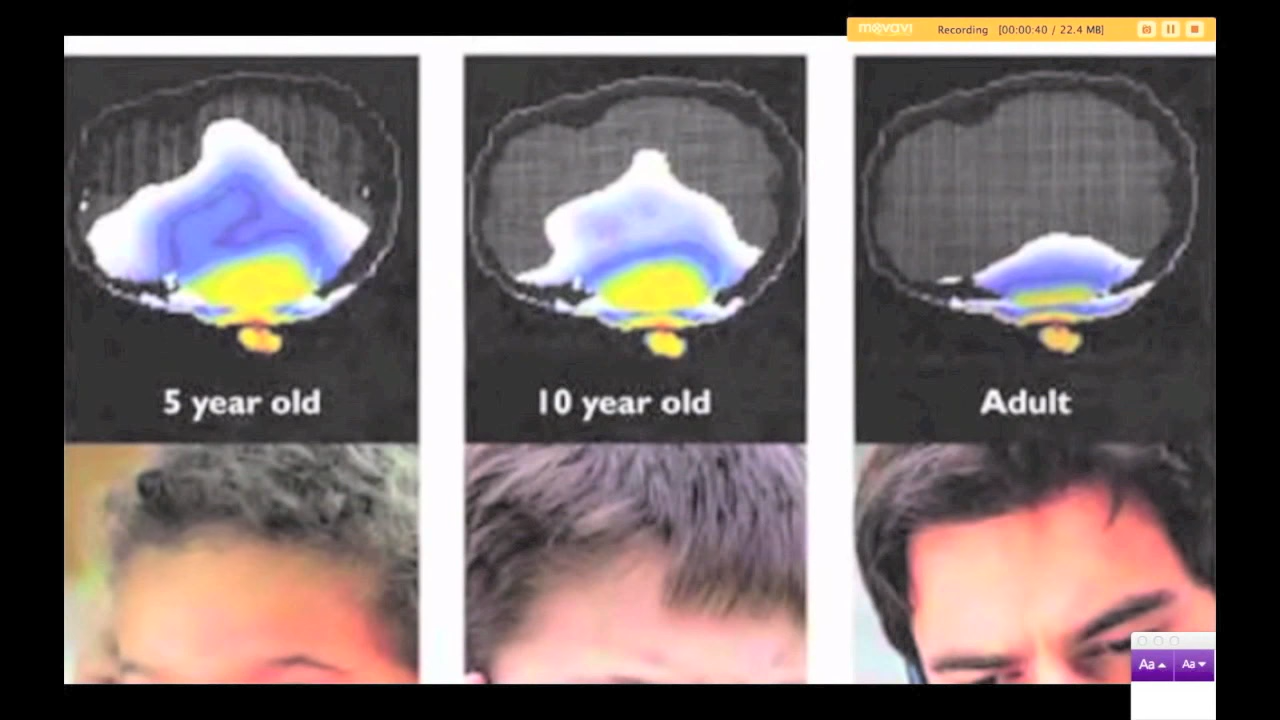 movavi Recording [00:00:40 / 22.4 MB]
5 year old
10 year old
Adult
Aa Aa